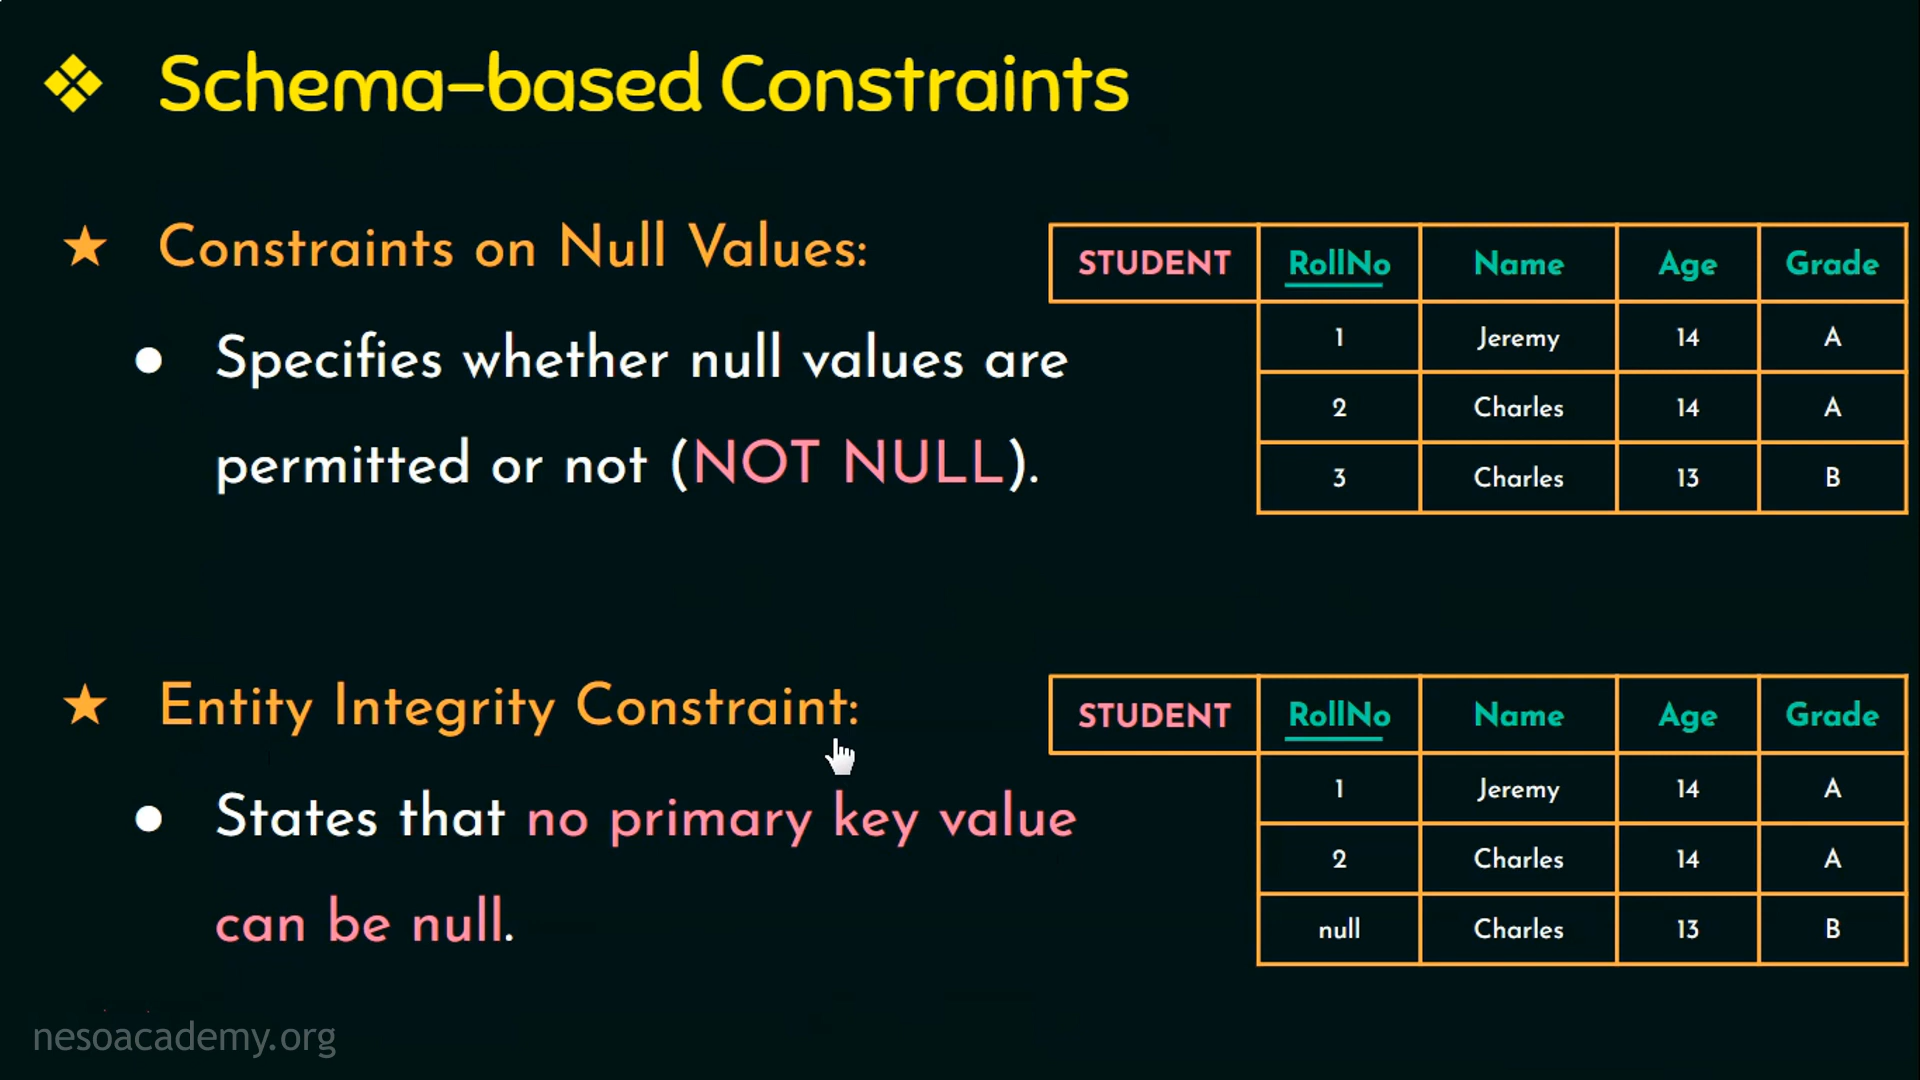 ❖ Schema-based Constraints
★ Constraints on Null Values:
● Specifies whether null values are
permitted or not (NOT NULL).
STUDENT RollNo Name Age Grade
1 Jeremy 14 A
2 Charles 14 A
3 Charles 13 B
★ Entity Integrity Constraint:
● States that no primary key value
can be null.
STUDENT RollNo Name Age Grade
1 Jeremy 14 A
2 Charles 14 A
null Charles 13 B
nesoacademy.org